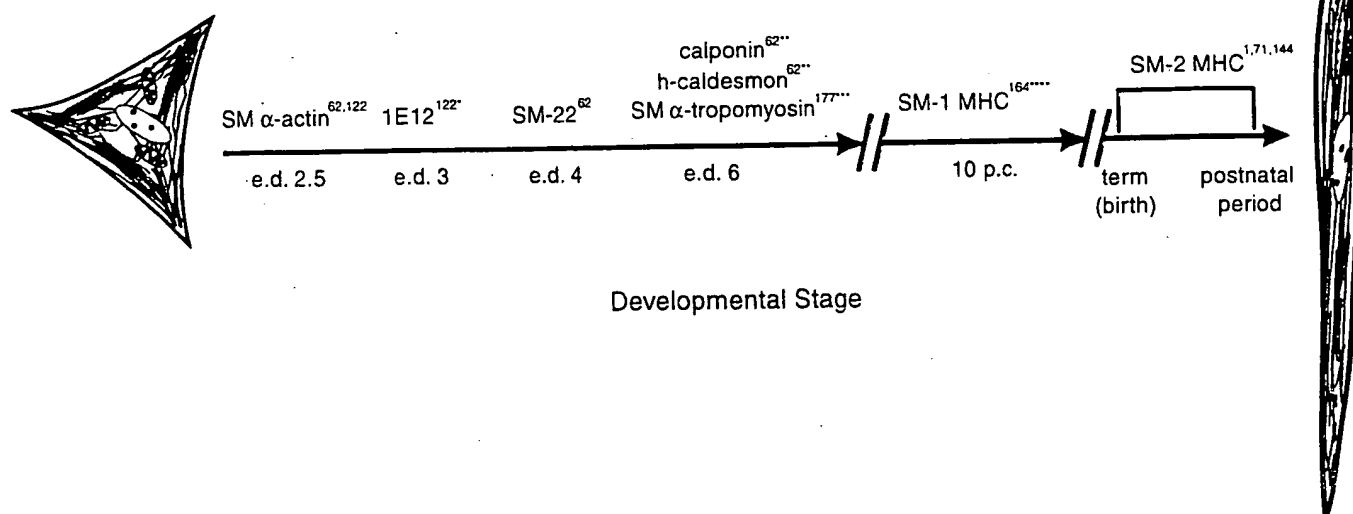 calponin62**
h-caldesmon62**
SM α-actin62,122 1E12122* SM-2262 SM α-tropomyosin177*** SM-1 MHC164**** SM-2 MHC1,71,144
e.d. 2.5 e.d. 3 e.d. 4 e.d. 6 10 p.c. term postnatal
(birth) period
Developmental Stage